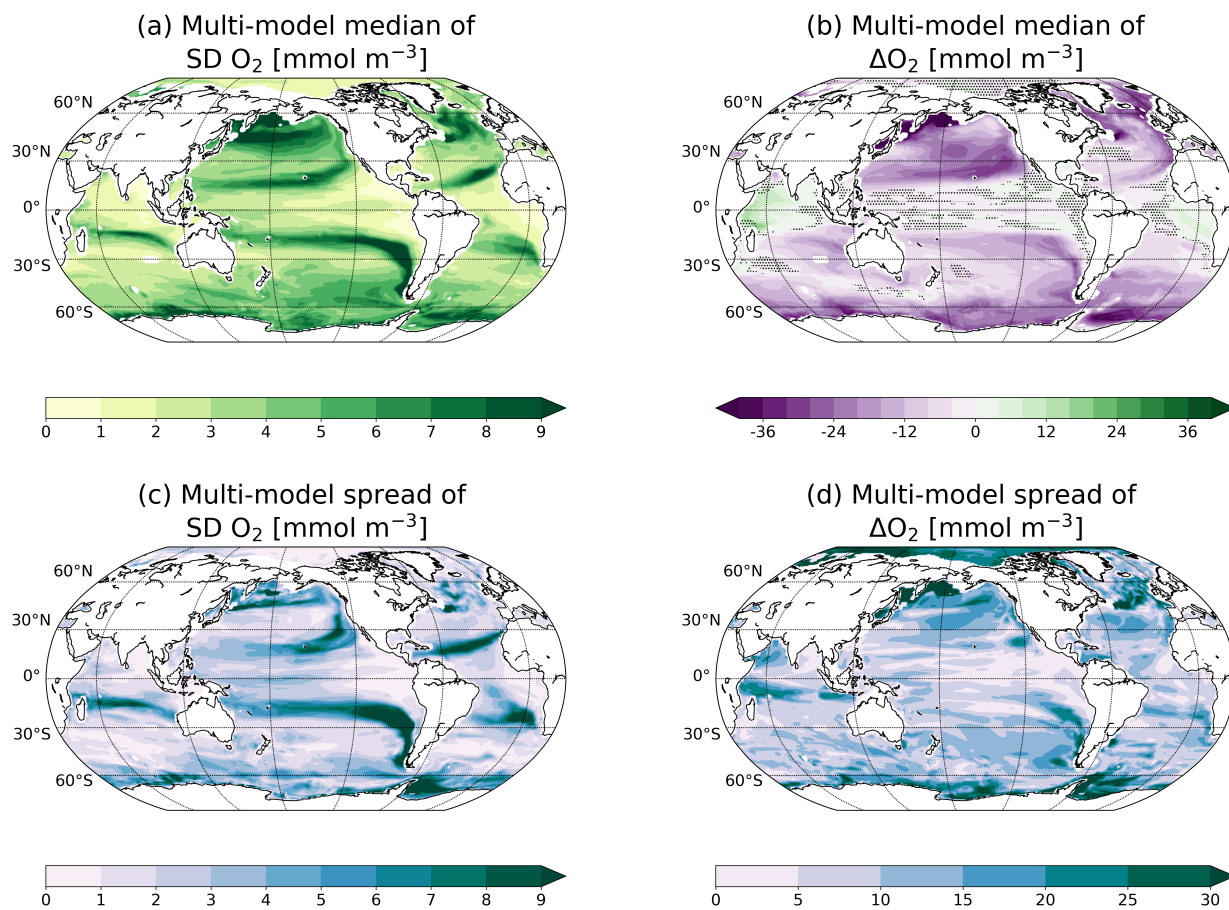 (a) Multi-model median of
SD O₂ [mmol m⁻³]
60°N
30°N
0°
30°S
60°S
0 1 2 3 4 5 6 7 8 9
(b) Multi-model median of
ΔO₂ [mmol m⁻³]
60°N
30°N
0°
30°S
60°S
-36 -24 -12 0 12 24 36
(c) Multi-model spread of
SD O₂ [mmol m⁻³]
60°N
30°N
0°
30°S
60°S
0 1 2 3 4 5 6 7 8 9
(d) Multi-model spread of
ΔO₂ [mmol m⁻³]
60°N
30°N
0°
30°S
60°S
0 5 10 15 20 25 30